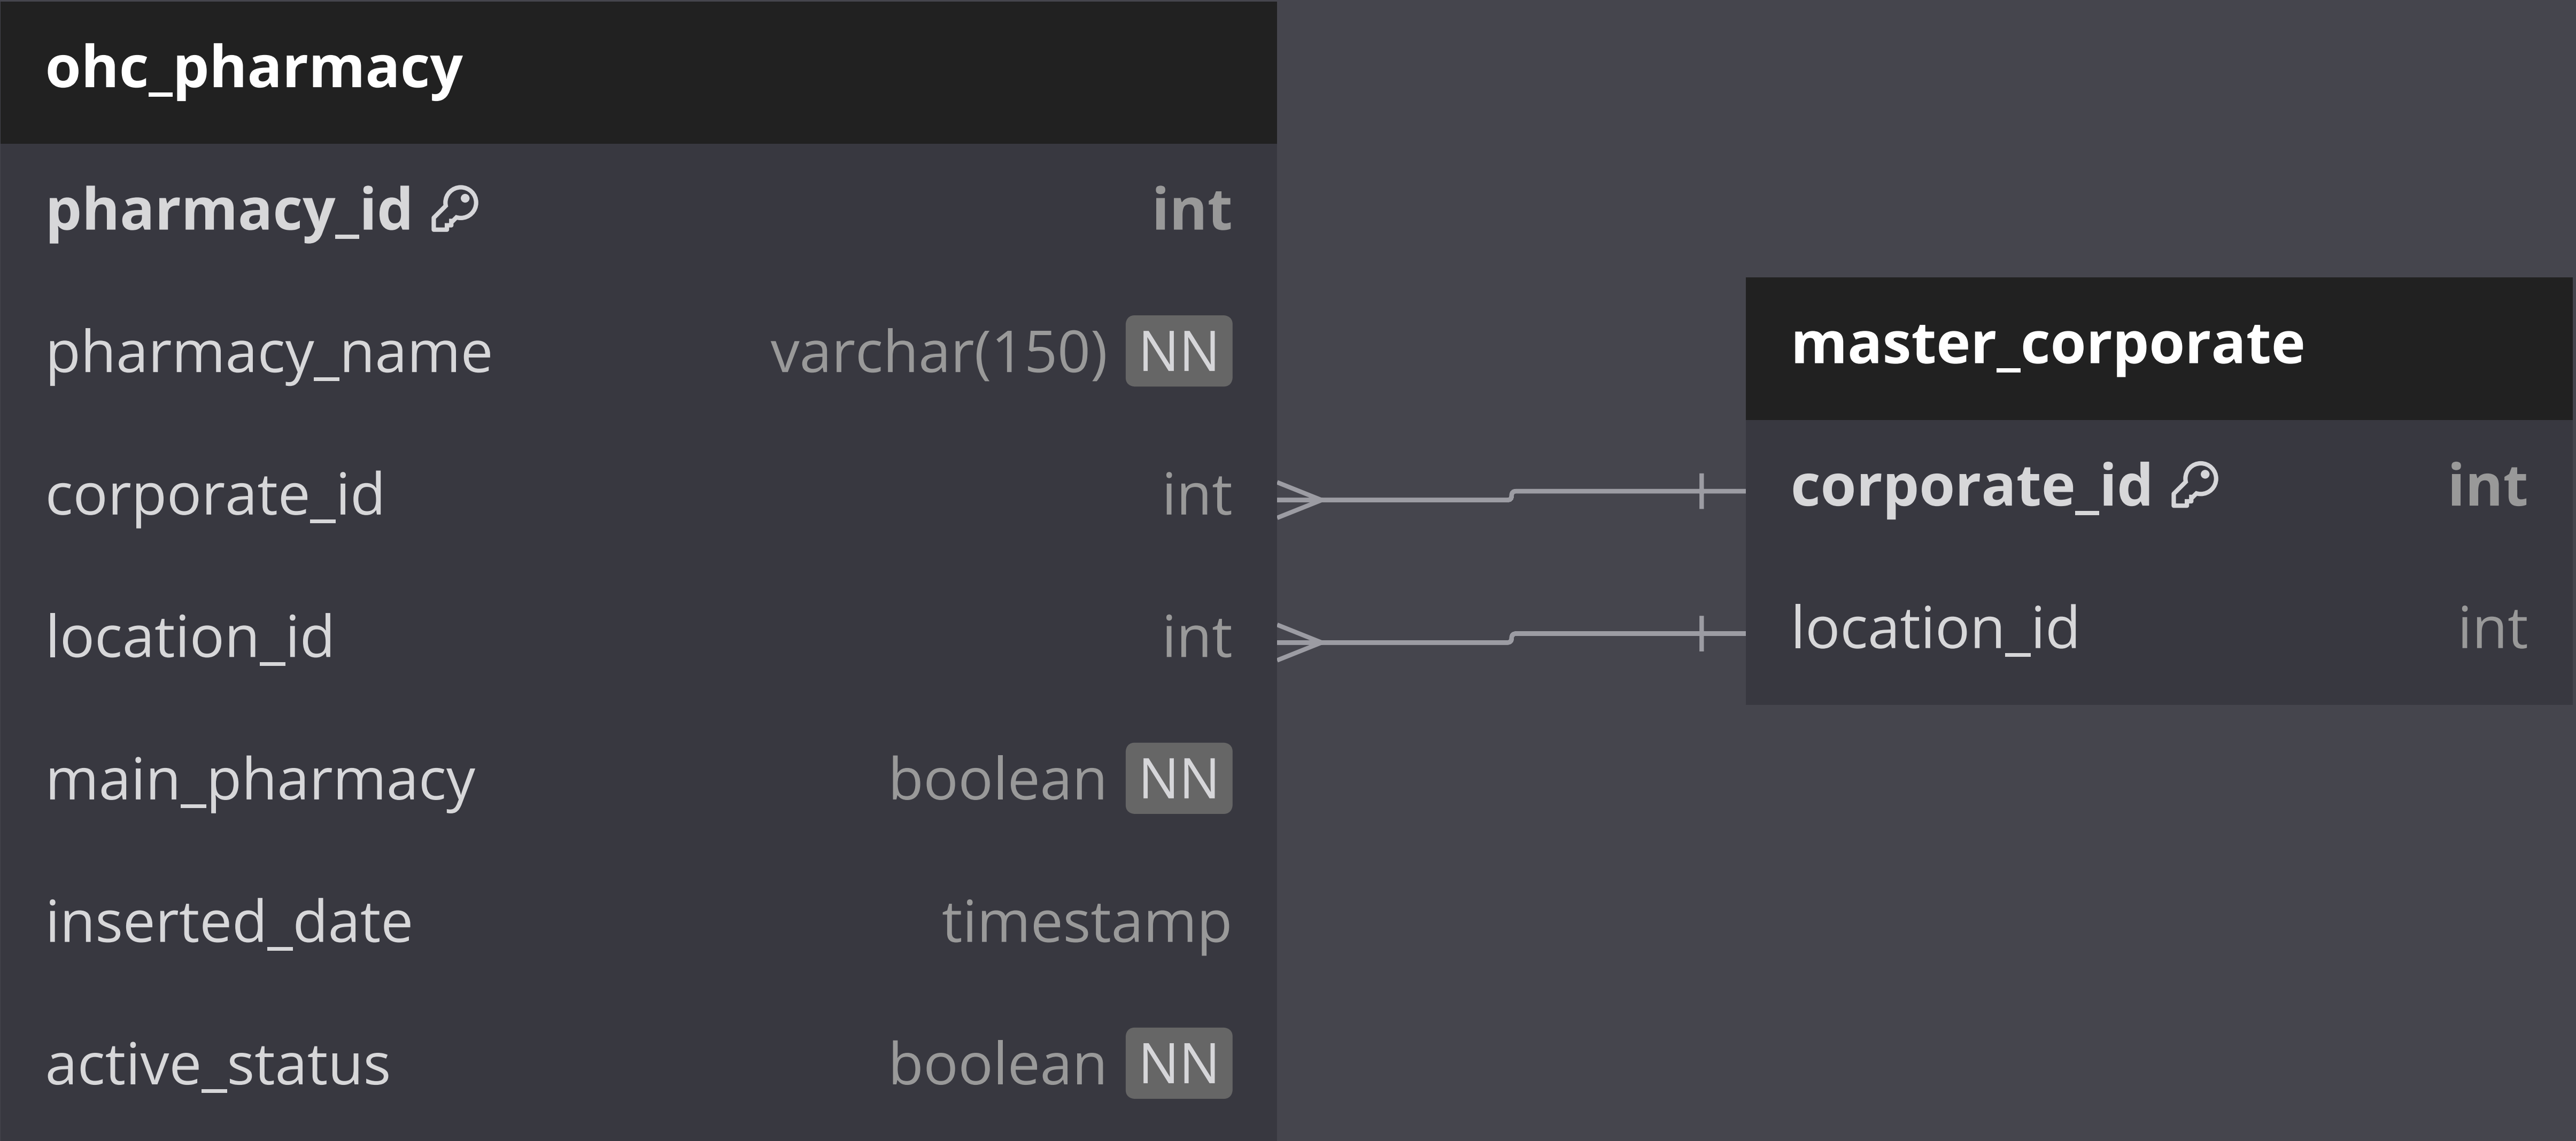 ohc_pharmacy
pharmacy_id int
pharmacy_name varchar(150) NN
corporate_id int
location_id int
main_pharmacy boolean NN
inserted_date timestamp
active_status boolean NN
master_corporate
corporate_id int
location_id int